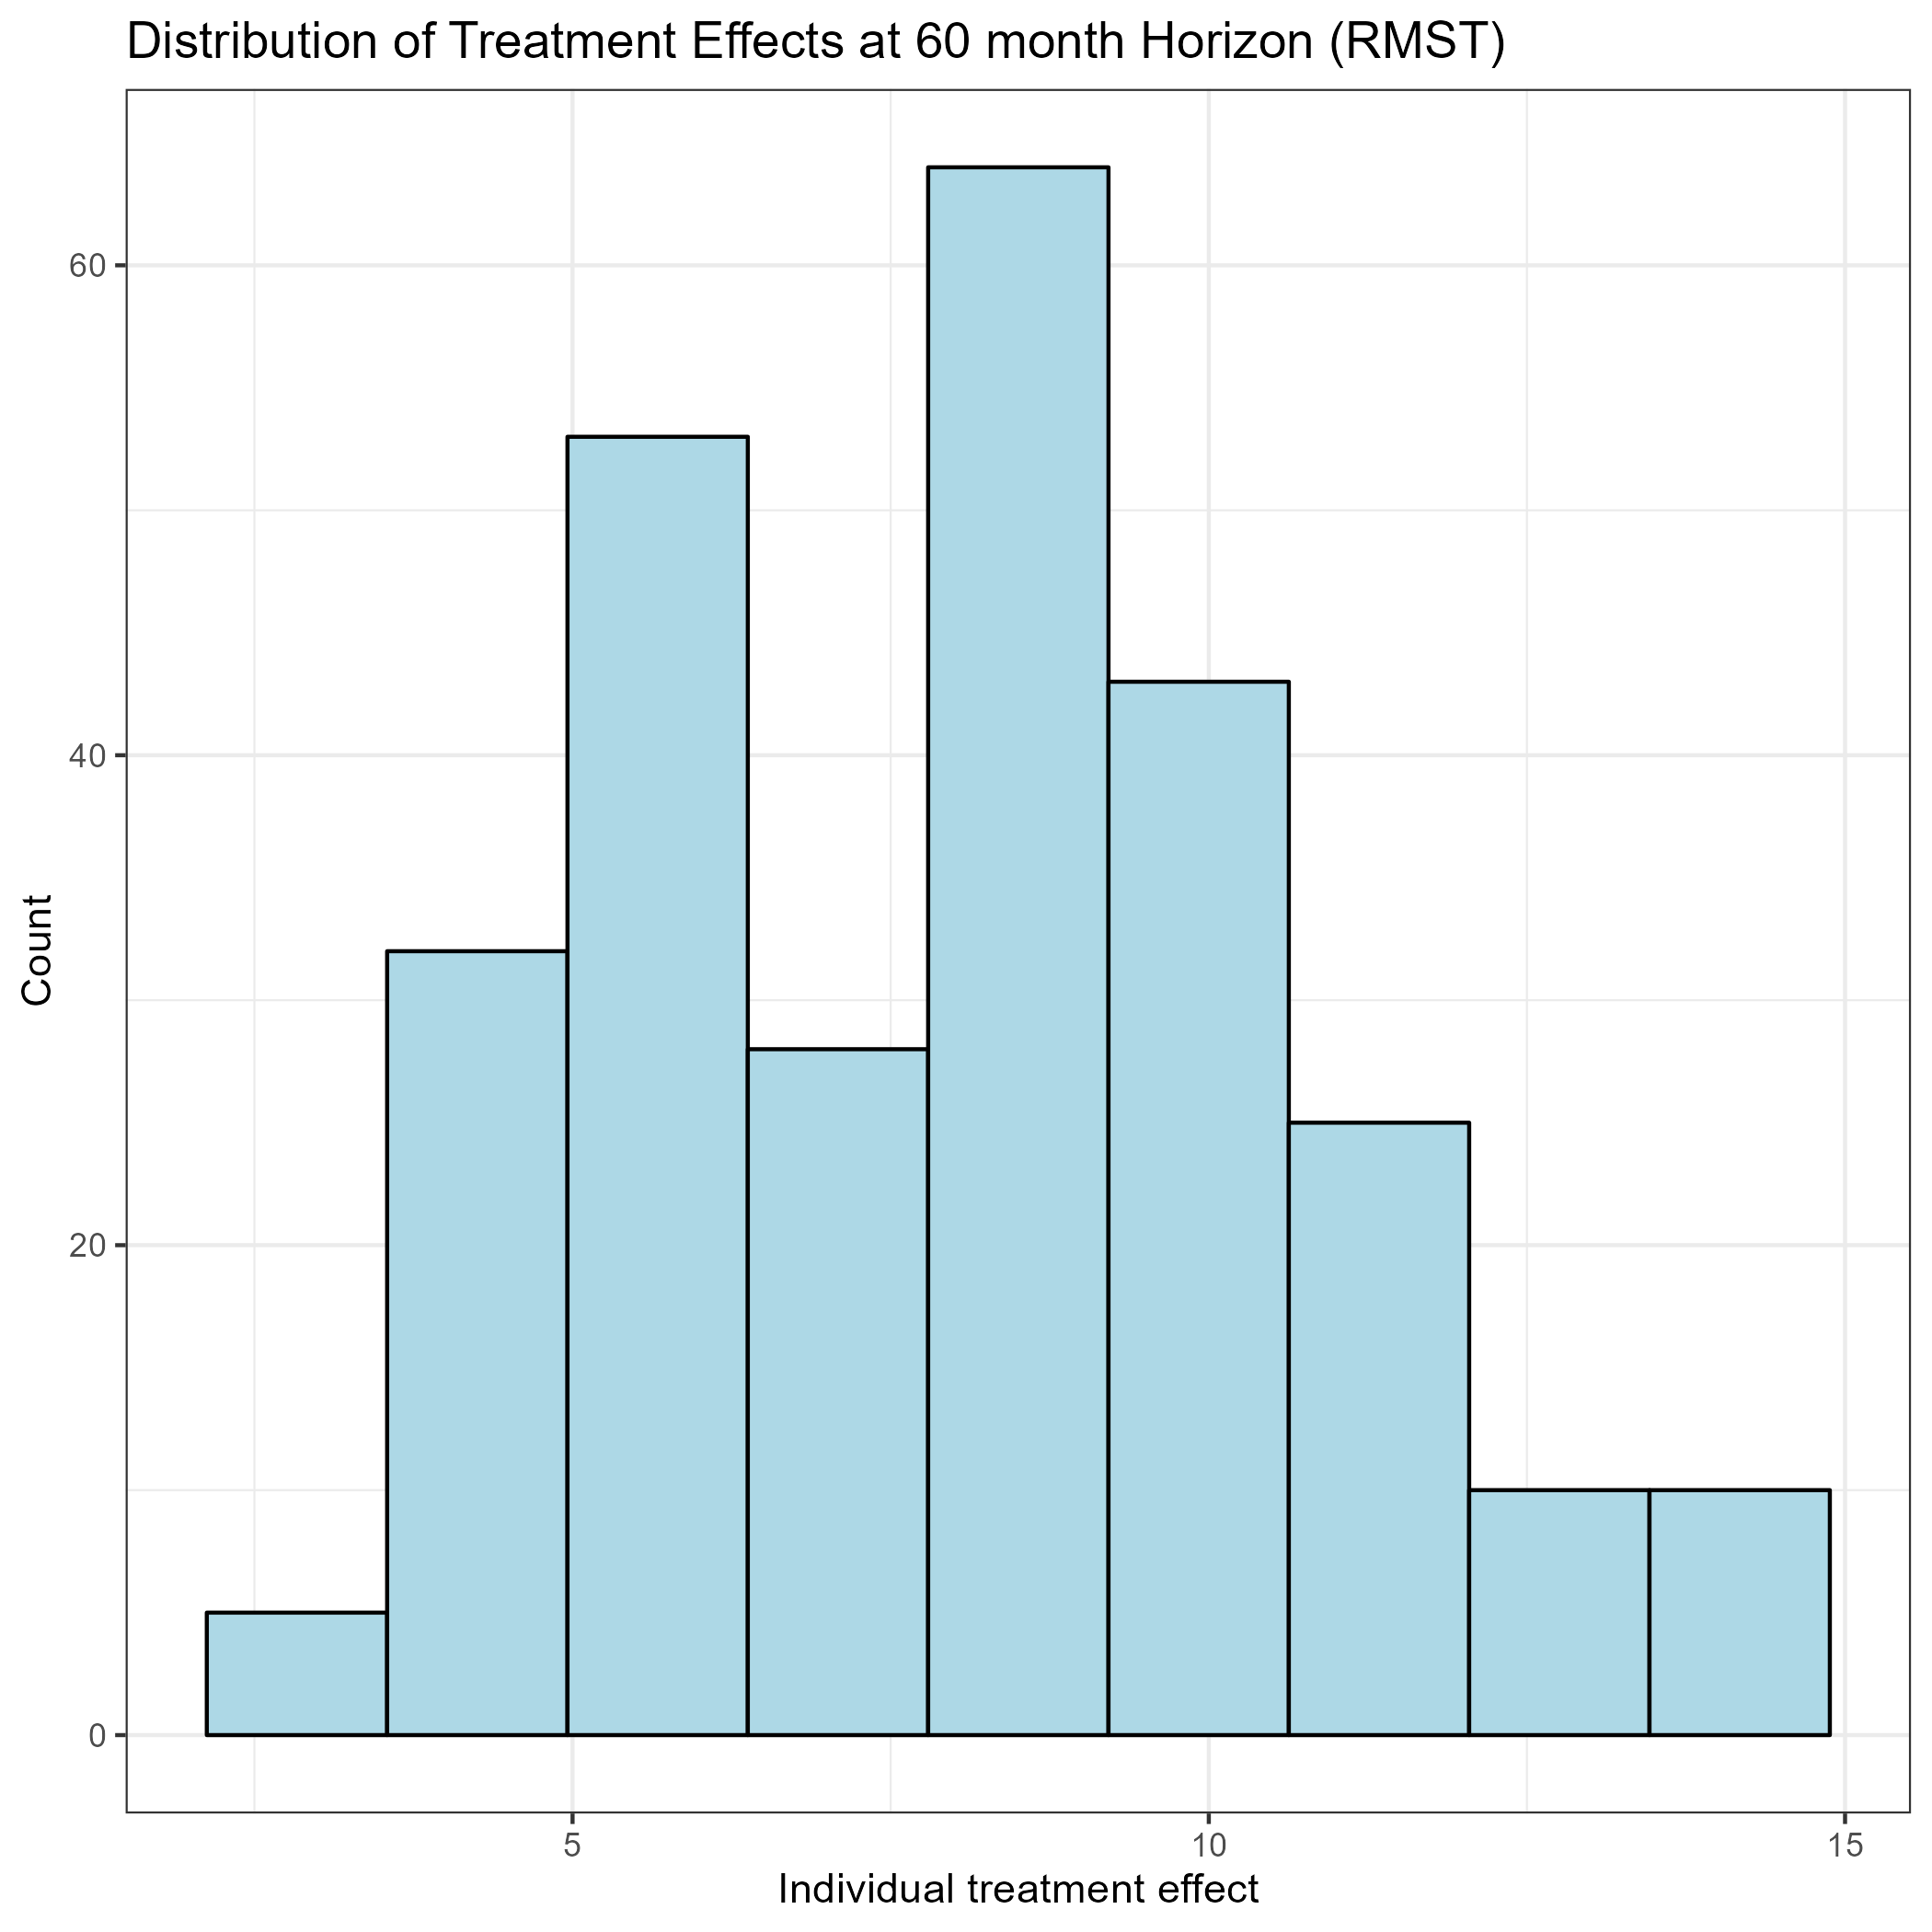 Distribution of Treatment Effects at 60 month Horizon (RMST)
60
40
20
0
Count
5
10
15
Individual treatment effect